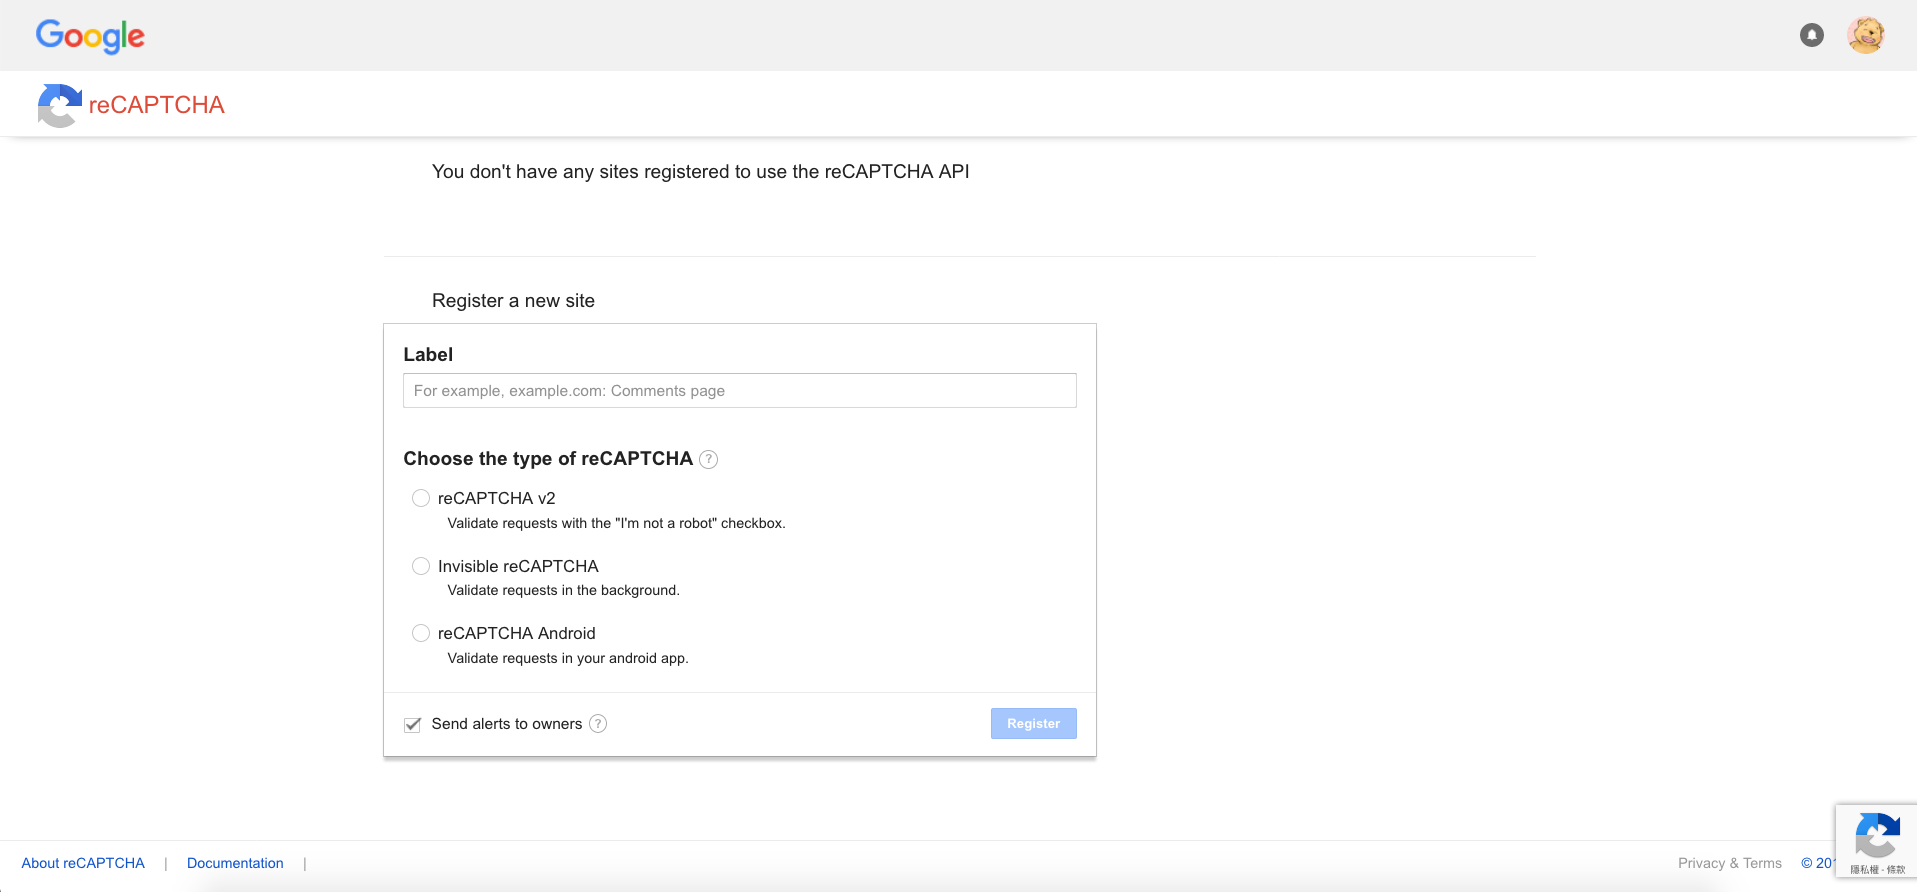 Google
reCAPTCHA
You don't have any sites registered to use the reCAPTCHA API
Register a new site
Label
For example, example.com: Comments page
Choose the type of reCAPTCHA ?
reCAPTCHA v2
Validate requests with the "I'm not a robot" checkbox.
Invisible reCAPTCHA
Validate requests in the background.
reCAPTCHA Android
Validate requests in your android app.
Send alerts to owners ?
Register
About reCAPTCHA | Documentation |
Privacy & Terms ©
隱私權 - 條款